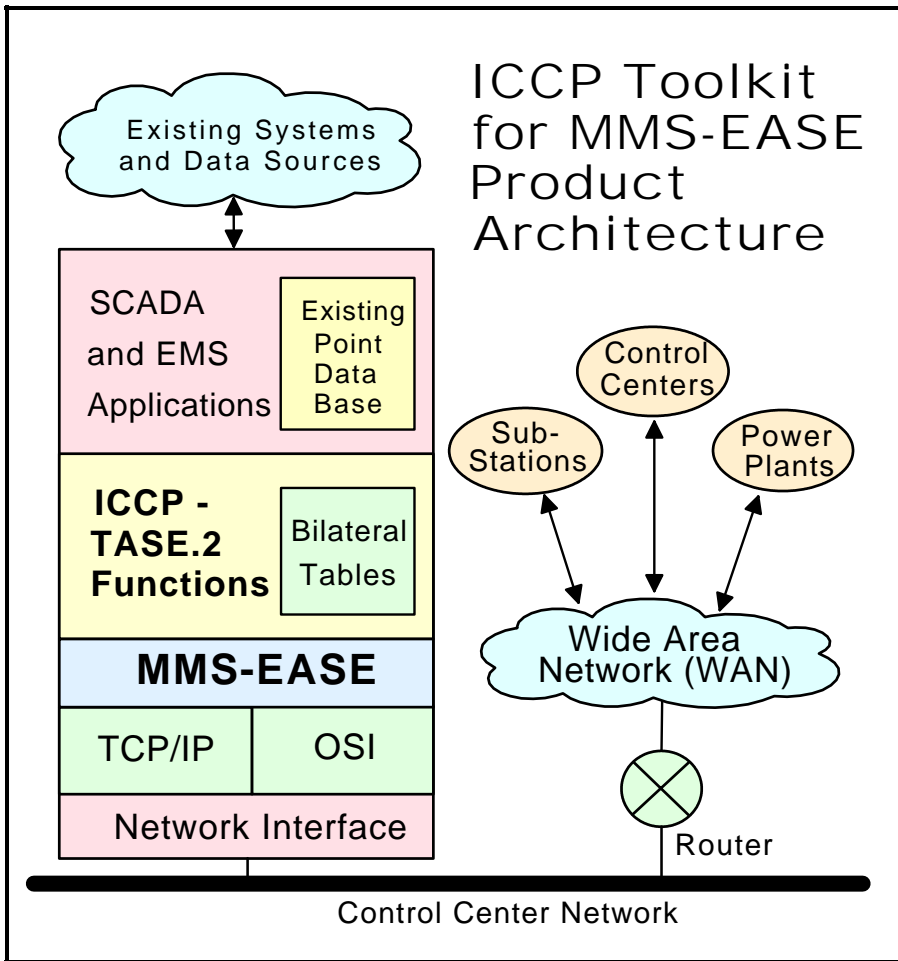 ICCP Toolkit
for MMS-EASE
Product
Architecture
Existing Systems
and Data Sources
SCADA
and EMS
Applications
Existing
Point
Data
Base
ICCP -
TASE.2
Functions
Bilateral
Tables
MMS-EASE
TCP/IP
OSI
Network Interface
Control
Centers
Sub-
Stations
Power
Plants
Wide Area
Network (WAN)
Router
Control Center Network